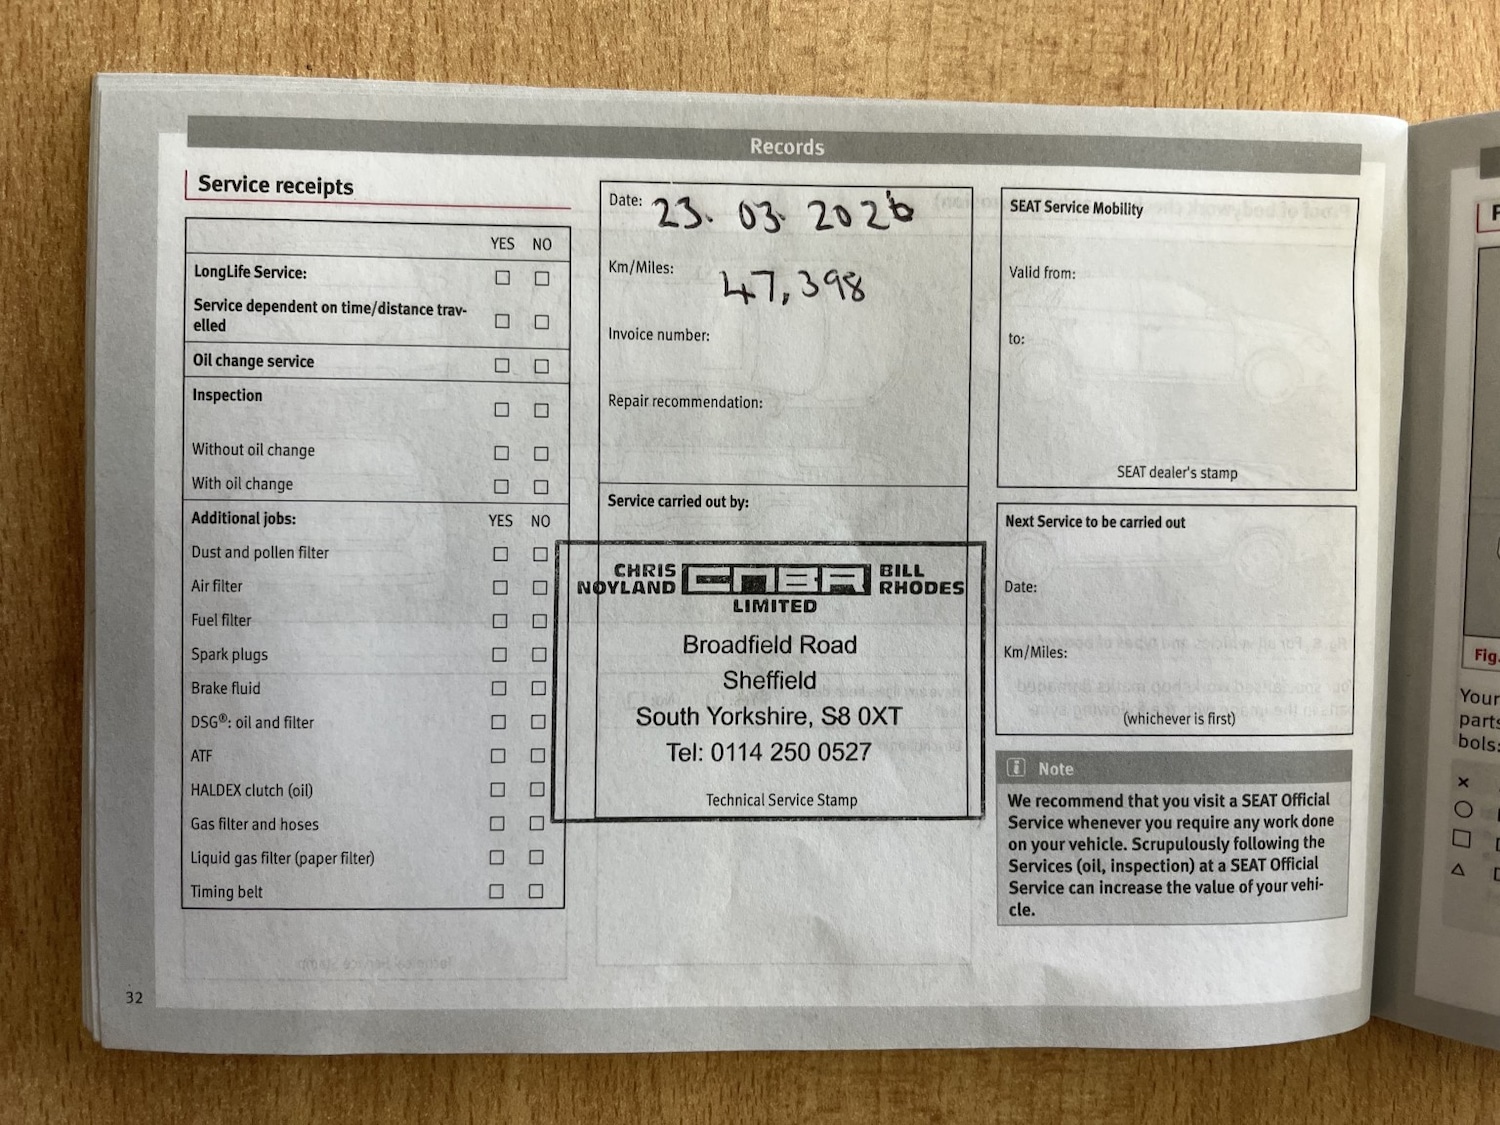 Records
Service receipts
YES NO
LongLife Service:
Service dependent on time/distance trav-
elled
Oil change service
Inspection
Without oil change
With oil change
Additional jobs: YES NO
Dust and pollen filter
Air filter
Fuel filter
Spark plugs
Brake fluid
DSG®: oil and filter
ATF
HALDEX clutch (oil)
Gas filter and hoses
Liquid gas filter (paper filter)
Timing belt
32
Date: 23. 03. 2026
Km/Miles: 47,398
Invoice number:
Repair recommendation:
Service carried out by:
CHRIS NOYLAND CNBR BILL RHODES
LIMITED
Broadfield Road
Sheffield
South Yorkshire, S8 0XT
Tel: 0114 250 0527
Technical Service Stamp
SEAT Service Mobility
Valid from:
to:
SEAT dealer's stamp
Next Service to be carried out
Date:
Km/Miles:
(whichever is first)
i Note
We recommend that you visit a SEAT Official
Service whenever you require any work done
on your vehicle. Scrupulously following the
Services (oil, inspection) at a SEAT Official
Service can increase the value of your vehi-
cle.
Fig.
Your
parts
bols: